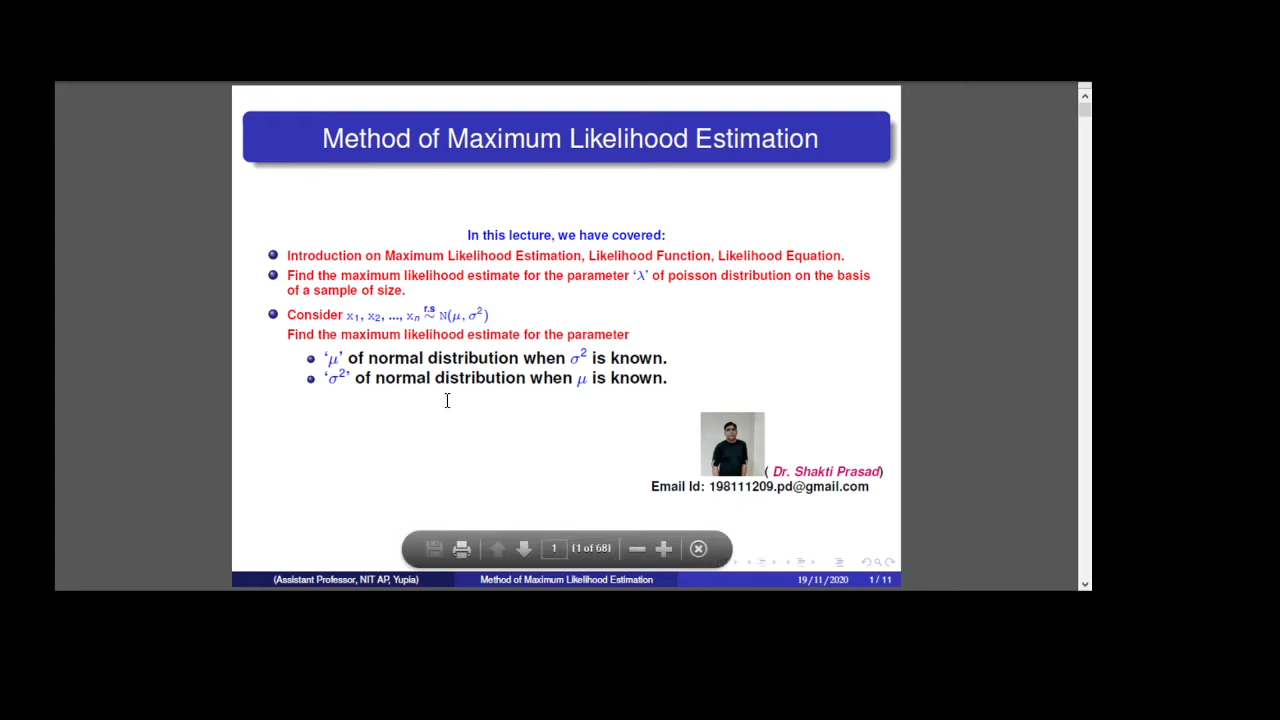 Method of Maximum Likelihood Estimation
In this lecture, we have covered:
Introduction on Maximum Likelihood Estimation, Likelihood Function, Likelihood Equation.
Find the maximum likelihood estimate for the parameter ‘λ’ of poisson distribution on the basis
of a sample of size.
Consider x₁, x₂, ..., xₙ r.s ~ N(μ, σ²)
Find the maximum likelihood estimate for the parameter
‘μ’ of normal distribution when σ² is known.
‘σ²’ of normal distribution when μ is known.
( Dr. Shakti Prasad)
Email Id: 198111209.pd@gmail.com
1 (1 of 68)
(Assistant Professor, NIT AP, Yupia) Method of Maximum Likelihood Estimation 19/11/2020 1 / 11